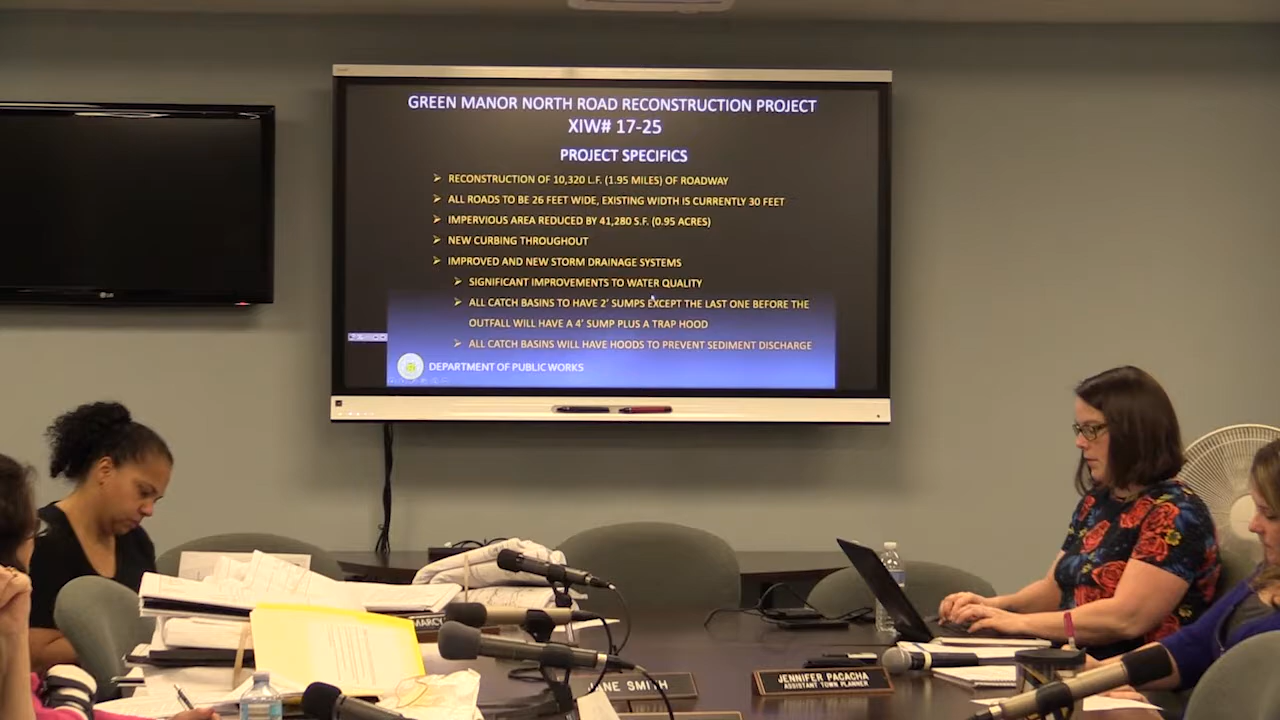 GREEN MANOR NORTH ROAD RECONSTRUCTION PROJECT
XIW# 17-25
PROJECT SPECIFICS
➢ RECONSTRUCTION OF 10,320 L.F. (1.95 MILES) OF ROADWAY
➢ ALL ROADS TO BE 26 FEET WIDE, EXISTING WIDTH IS CURRENTLY 30 FEET
➢ IMPERVIOUS AREA REDUCED BY 41,280 S.F. (0.95 ACRES)
➢ NEW CURBING THROUGHOUT
➢ IMPROVED AND NEW STORM DRAINAGE SYSTEMS
➢ SIGNIFICANT IMPROVEMENTS TO WATER QUALITY
➢ ALL CATCH BASINS TO HAVE 2' SUMPS EXCEPT THE LAST ONE BEFORE THE
OUTFALL WILL HAVE A 4' SUMP PLUS A TRAP HOOD
➢ ALL CATCH BASINS WILL HAVE HOODS TO PREVENT SEDIMENT DISCHARGE
DEPARTMENT OF PUBLIC WORKS
LG
MARCY
SMITH
JENNIFER PACACHA
ASSISTANT TOWN PLANNER